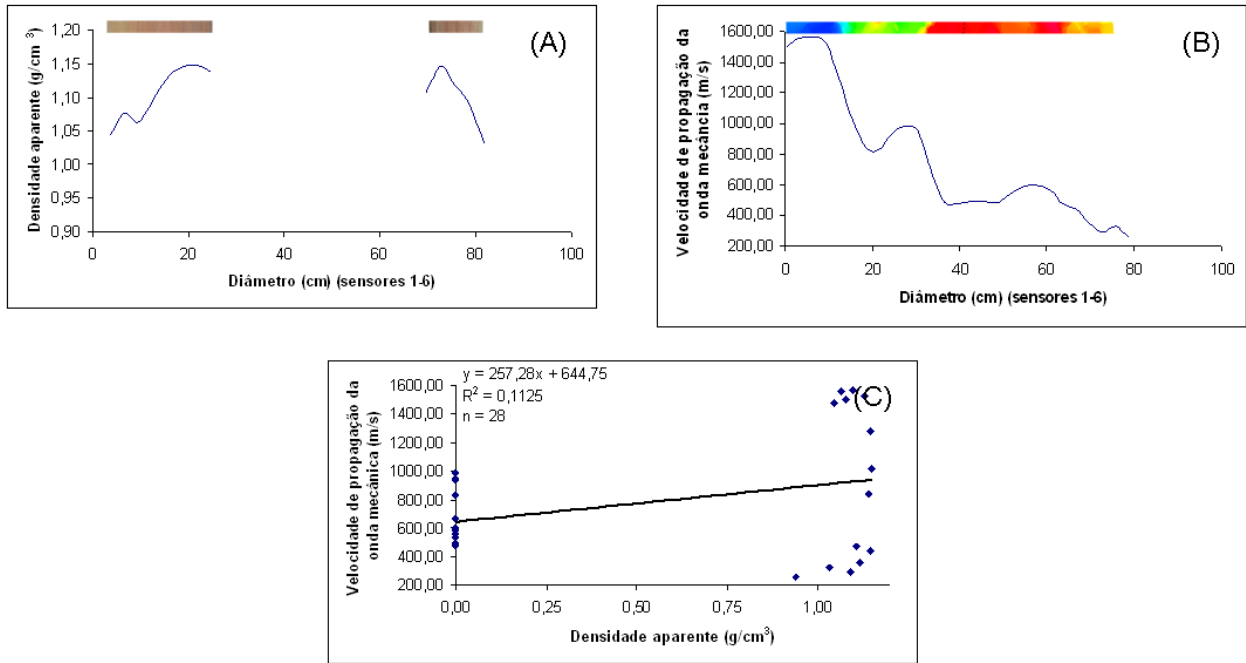 (A)
Densidade aparente (g/cm³)
1,20
1,15
1,10
1,05
1,00
0,95
0,90
0 20 40 60 80 100
Diâmetro (cm) (sensores 1-6)
(B)
Velocidade de propagação da
onda mecância (m/s)
1600,00
1400,00
1200,00
1000,00
800,00
600,00
400,00
200,00
0 20 40 60 80 100
Diâmetro (cm) (sensores 1-6)
(C)
y = 257,28x + 644,75
R² = 0,1125
n = 28
Velocidade de propagação da
onda mecânica (m/s)
1600,00
1400,00
1200,00
1000,00
800,00
600,00
400,00
200,00
0,00 0,25 0,50 0,75 1,00
Densidade aparente (g/cm³)